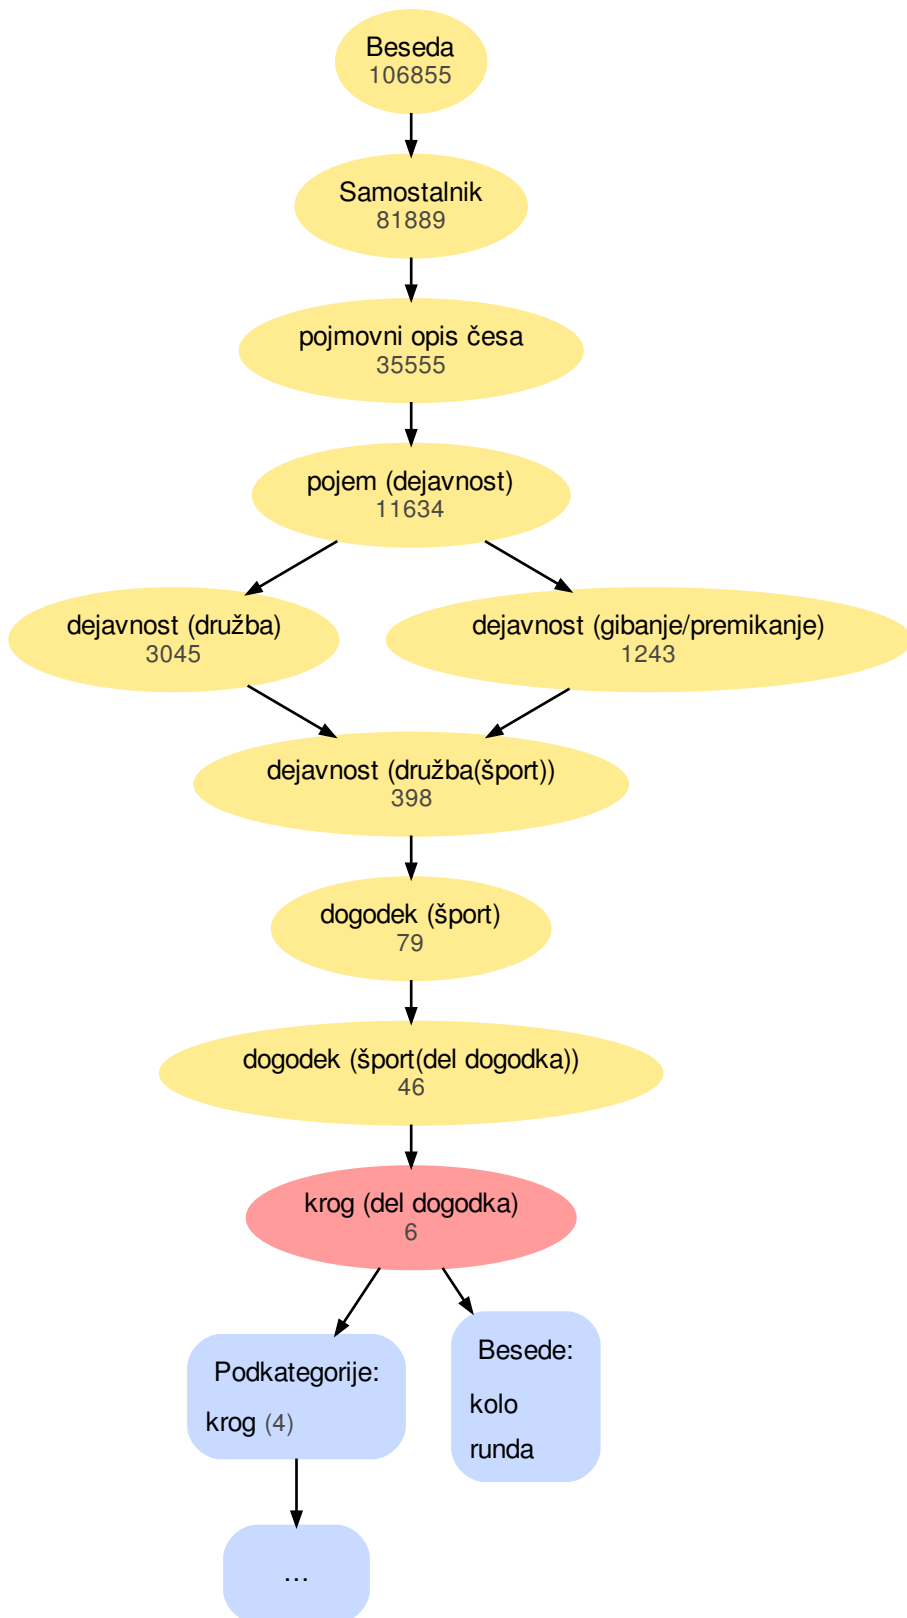 Beseda
106855
Samostalnik
81889
pojmovni opis česa
35555
pojem (dejavnost)
11634
dejavnost (družba)
3045
dejavnost (gibanje/premikanje)
1243
dejavnost (družba(šport))
398
dogodek (šport)
79
dogodek (šport(del dogodka))
46
krog (del dogodka)
6
Podkategorije:
krog (4)
Besede:
kolo
runda
...